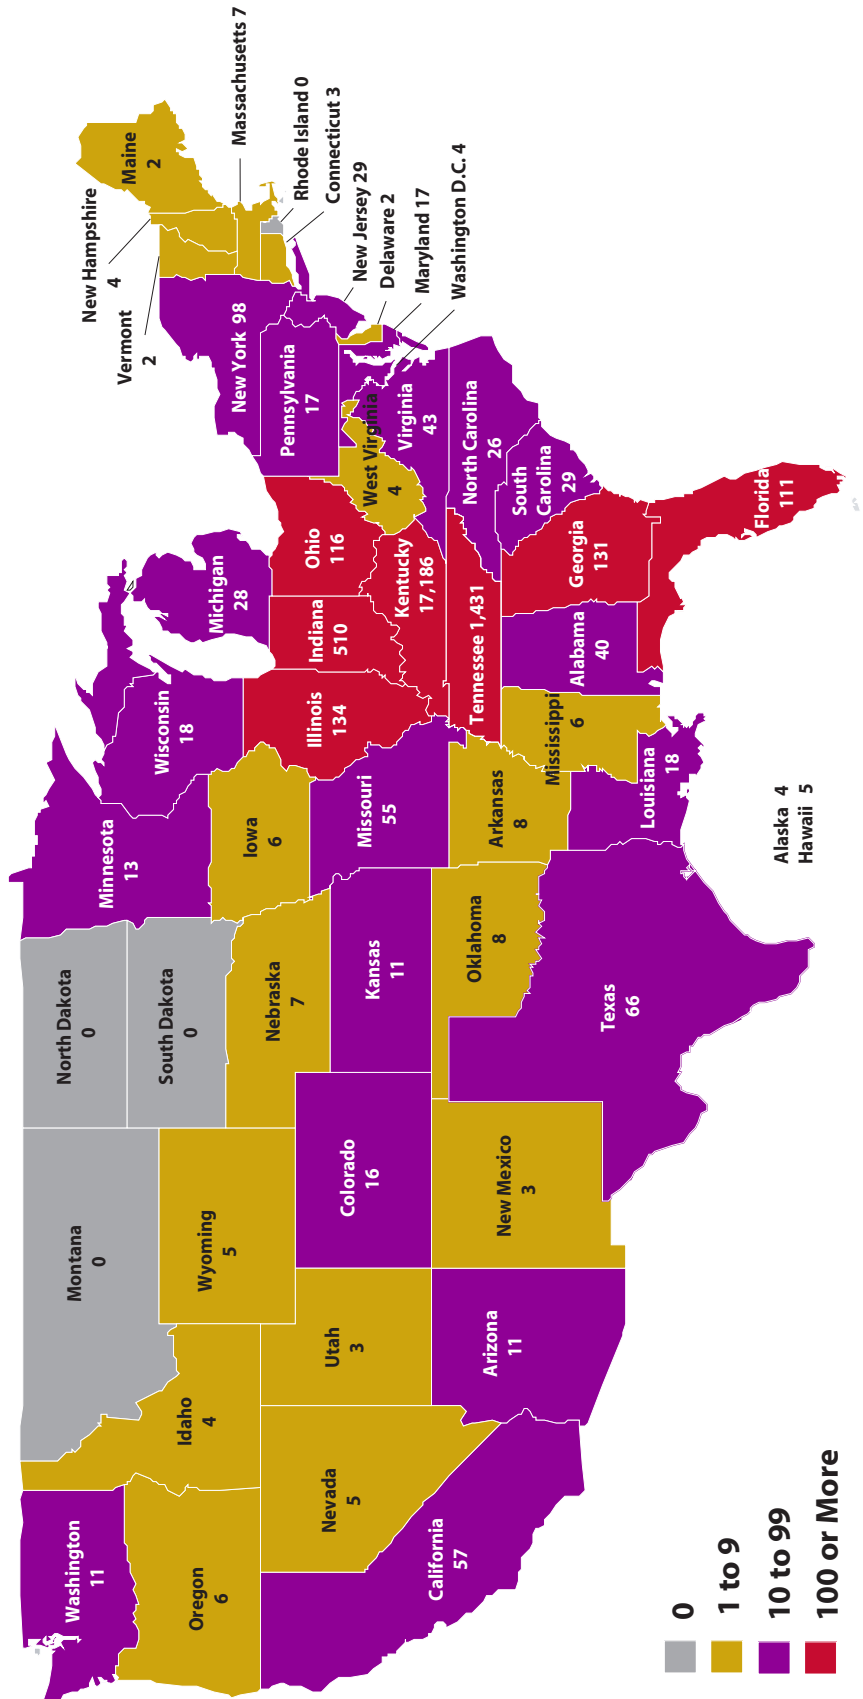 Washington
11
Oregon
6
California
57
Nevada
5
Idaho
4
Montana
0
Wyoming
5
Utah
3
Arizona
11
Colorado
16
New Mexico
3
North Dakota
0
South Dakota
0
Nebraska
7
Kansas
11
Oklahoma
8
Texas
66
Minnesota
13
Iowa
6
Missouri
55
Arkansas
8
Louisiana
18
Wisconsin
18
Illinois
134
Mississippi
6
Michigan
28
Indiana
510
Ohio
116
Kentucky
17,186
Tennessee 1,431
Alabama
40
Georgia
131
Florida
111
South
Carolina
29
North Carolina
26
Virginia
43
West Virginia
4
Pennsylvania
17
New York 98
Vermont
2
New Hampshire
4
Maine
2
Massachusetts 7
Rhode Island 0
Connecticut 3
New Jersey 29
Delaware 2
Maryland 17
Washington D.C. 4
Alaska 4
Hawaii 5
0
1 to 9
10 to 99
100 or More